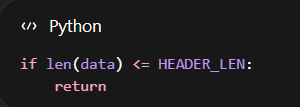 </> Python
if len(data) <= HEADER_LEN:
    return